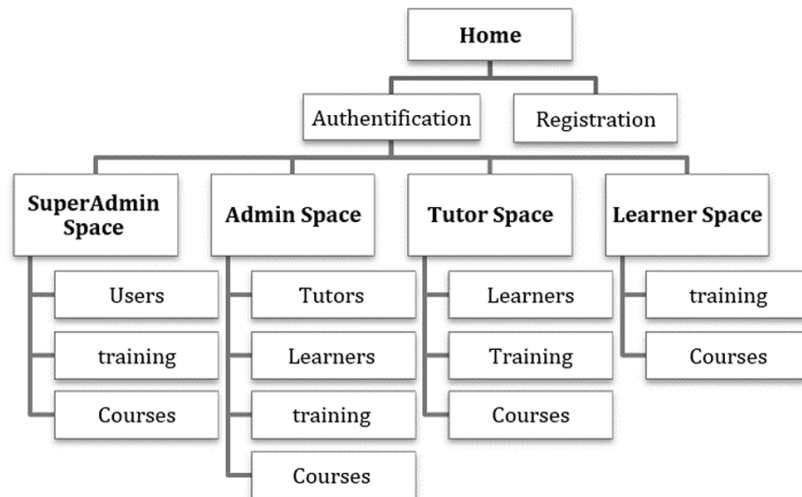 Home
Authentification
Registration
SuperAdmin
Space
Admin Space
Tutor Space
Learner Space
Users
training
Courses
Tutors
Learners
training
Courses
Learners
Training
Courses
training
Courses